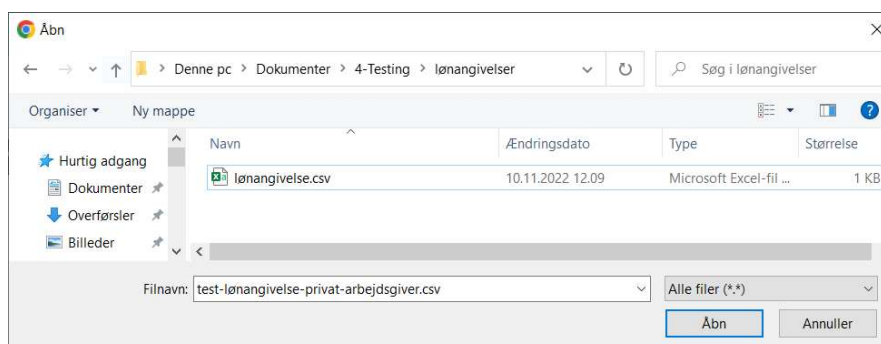 Åbn
Denne pc > Dokumenter > 4-Testing > lønangivelser
Søg i lønangivelser
Organiser
Ny mappe
Navn
Ændringsdato
Type
Størrelse
Hurtig adgang
Dokumenter
Overførsler
Billeder
lønangivelse.csv
10.11.2022 12.09
Microsoft Excel-fil ...
1 KB
Filnavn: test-lønangivelse-privat-arbejdsgiver.csv
Alle filer (*.*)
Åbn
Annuller